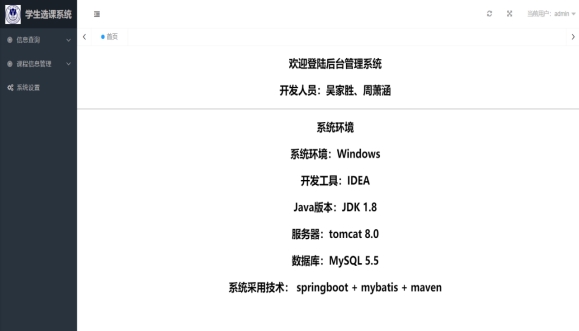 学生选课系统
当前用户：admin
信息查询
首页
课程信息管理
系统设置
欢迎登陆后台管理系统
开发人员：吴家胜、周萧涵
系统环境
系统环境：Windows
开发工具：IDEA
Java版本：JDK 1.8
服务器：tomcat 8.0
数据库：MySQL 5.5
系统采用技术： springboot + mybatis + maven